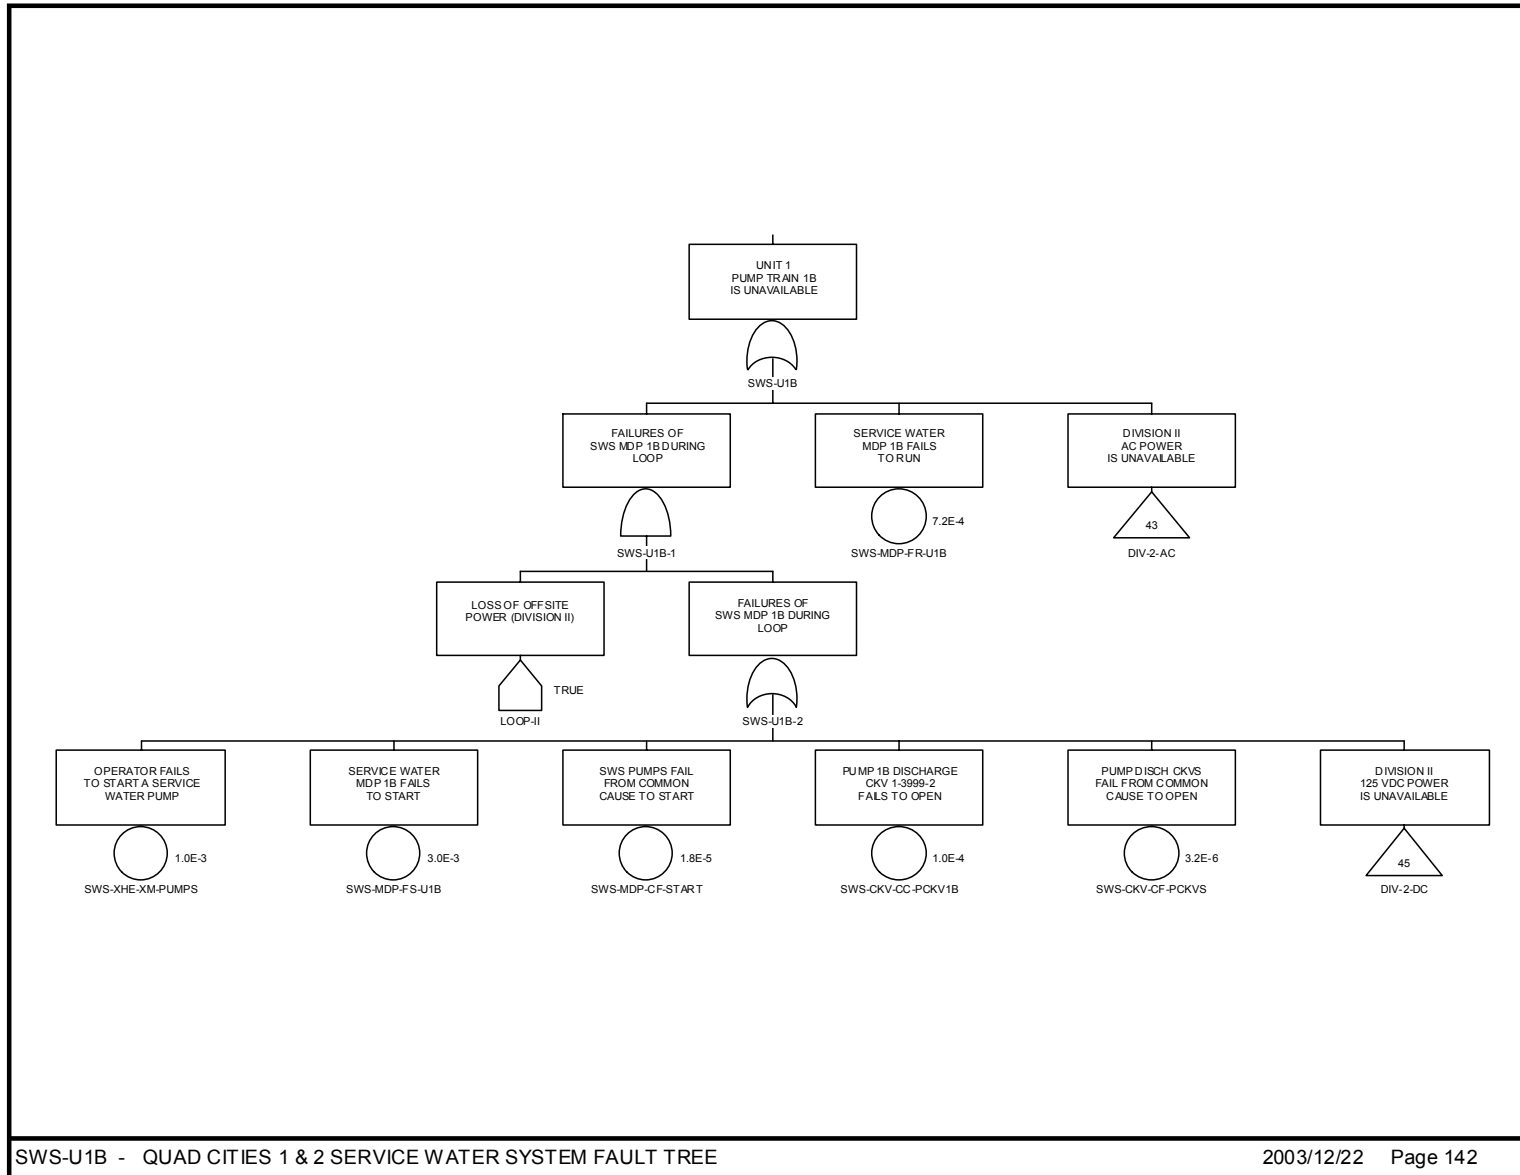 UNIT 1
PUMP TRAIN 1B
IS UNAVAILABLE
SWS-U1B
FAILURES OF
SWS MDP 1B DURING
LOOP
SERVICE WATER
MDP 1B FAILS
TO RUN
DIVISION II
AC POWER
IS UNAVAILABLE
SWS-U1B-1
7.2E-4
SWS-MDP-FR-U1B
43
DIV-2-AC
LOSS OF OFFSITE
POWER (DIVISION II)
FAILURES OF
SWS MDP 1B DURING
LOOP
TRUE
LOOP-II
SWS-U1B-2
OPERATOR FAILS
TO START A SERVICE
WATER PUMP
SERVICE WATER
MDP 1B FAILS
TO START
SWS PUMPS FAIL
FROM COMMON
CAUSE TO START
PUMP 1B DISCHARGE
CKV 1-3999-2
FAILS TO OPEN
PUMP DISCH CKVS
FAIL FROM COMMON
CAUSE TO OPEN
DIVISION II
125 VDC POWER
IS UNAVAILABLE
1.0E-3
SWS-XHE-XM-PUMPS
3.0E-3
SWS-MDP-FS-U1B
1.8E-5
SWS-MDP-CF-START
1.0E-4
SWS-CKV-CC-PCKV1B
3.2E-6
SWS-CKV-CF-PCKVS
45
DIV-2-DC
SWS-U1B - QUAD CITIES 1 & 2 SERVICE WATER SYSTEM FAULT TREE
2003/12/22 Page 142